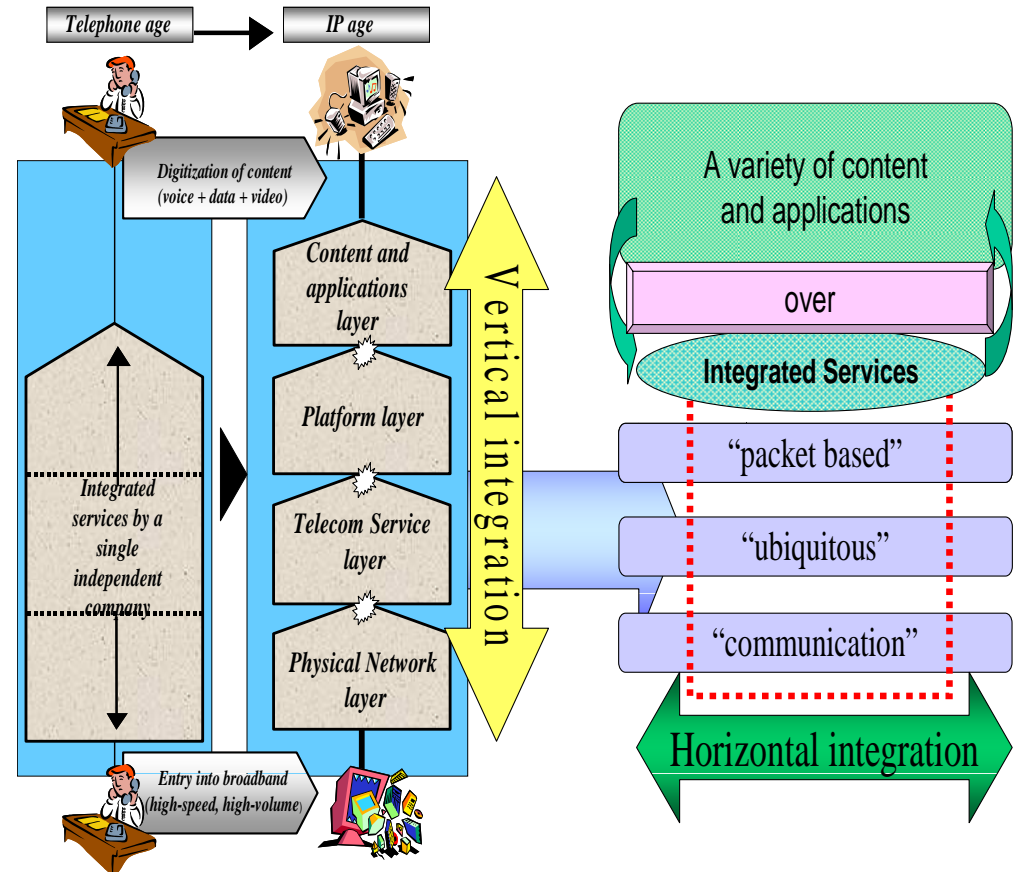 Telephone age
IP age
Digitization of content
(voice + data + video)
Content and
applications
layer
Platform layer
Telecom Service
layer
Physical Network
layer
Integrated
services by a
single
independent
company
Entry into broadband
(high-speed, high-volume)
Vertical integration
A variety of content
and applications
over
Integrated Services
“packet based”
“ubiquitous”
“communication”
Horizontal integration